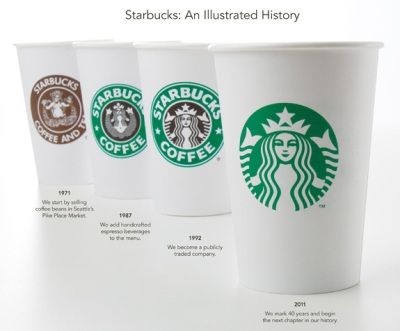 Starbucks: An Illustrated History
STARBUCKS
COFFEE AND
STARBUCKS
COFFEE
STARBUCKS
COFFEE
TM
1971
We start by selling
coffee beans in Seattle's
Pike Place Market.
1987
We add handcrafted
espresso beverages
to the menu.
1992
We become a publicly
traded company.
2011
We mark 40 years and begin
the next chapter in our history.